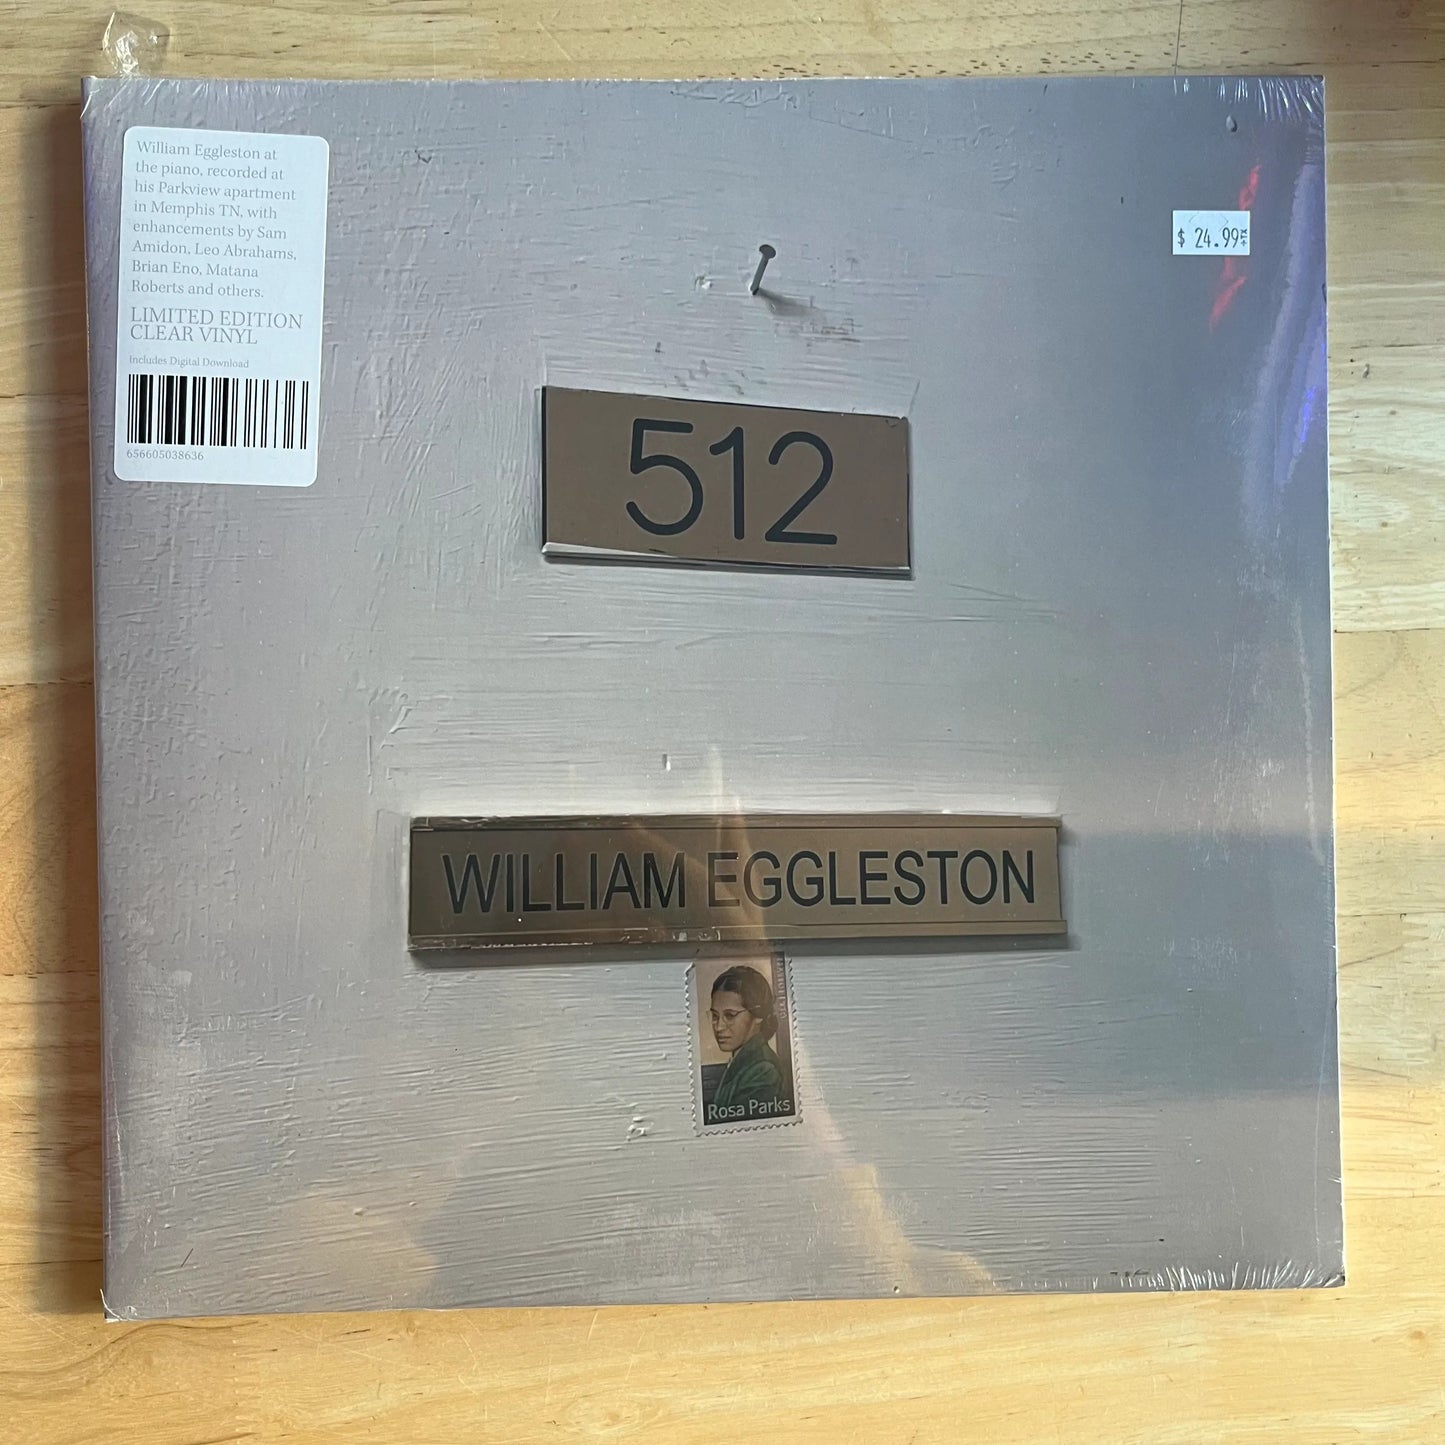 William Eggleston at
the piano, recorded at
his Parkview apartment
in Memphis TN, with
enhancements by Sam
Amidon, Leo Abrahams,
Brian Eno, Matana
Roberts and others.
LIMITED EDITION
CLEAR VINYL
Includes Digital Download
656605038636
$ 24.99
512
WILLIAM EGGLESTON
Rosa Parks